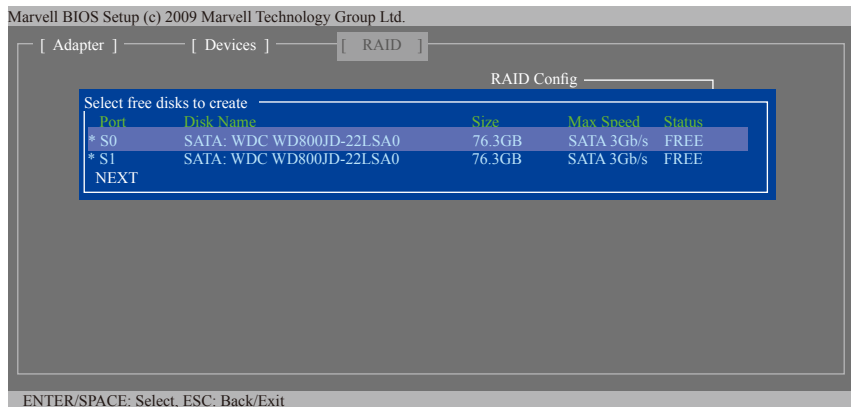 Marvell BIOS Setup (c) 2009 Marvell Technology Group Ltd.
[ Adapter ] [ Devices ] [ RAID ]
RAID Config
Select free disks to create
Port Disk Name Size Max Speed Status
* S0 SATA: WDC WD800JD-22LSA0 76.3GB SATA 3Gb/s FREE
* S1 SATA: WDC WD800JD-22LSA0 76.3GB SATA 3Gb/s FREE
NEXT
ENTER/SPACE: Select, ESC: Back/Exit